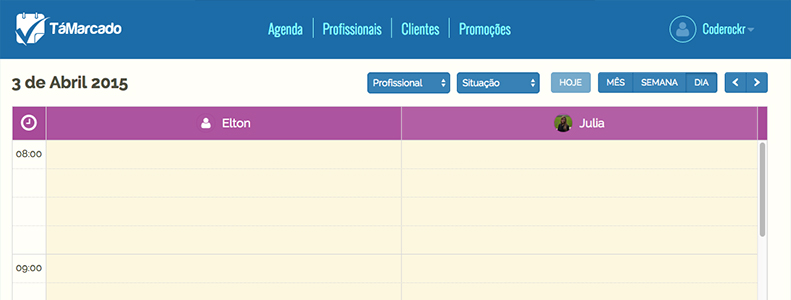 TáMarcado Agenda Profissionais Clientes Promoções Coderockr
3 de Abril 2015 Profissional Situação HOJE MÊS SEMANA DIA
Elton Julia
08:00
09:00